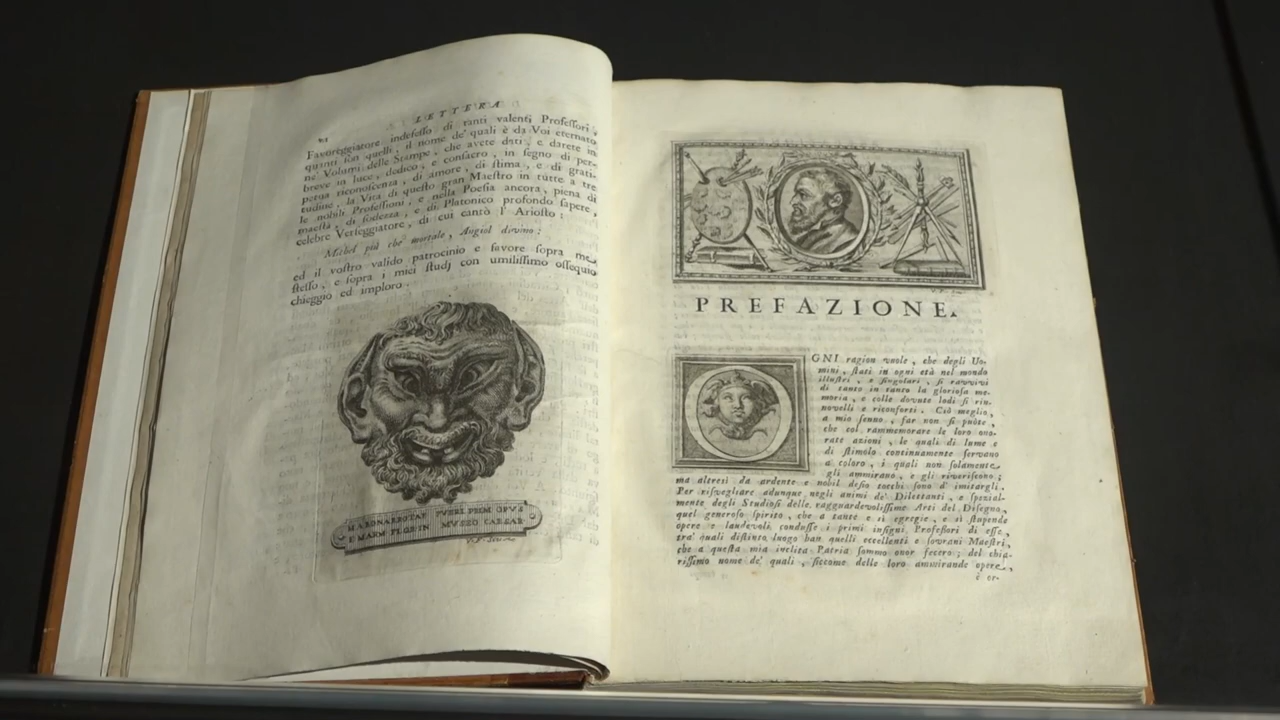 LETTERA
Favoreggiatore indefesso di tanti valenti Professori,
quanti son quelli, il nome de' quali è da Voi eternato
ne' Volumi delle Stampe, che avete dati, e darete in
breve in luce, dedico, e consacro, in segno di per-
petua riconoscenza, di amore, di stima, e di grati-
tudine, la Vita di questo gran Maestro in tutte a tre
le nobili Professioni, e nella Poesia ancora, piena di
maestà, di sodezza, e di Platonico profondo sapere,
celebre Verseggiatore, di cui cantò l' Ariosto:
Michel più che mortale, Angiol divino;
ed il vostro valido patrocinio e favore sopra me
stesso, e sopra i miei studj con umilissimo ossequio
chieggio ed imploro.
PREFAZIONE.
OGNI ragion vuole, che degli Uo-
mini, stati in ogni età nel mondo
illustri, e singolari, si ravvivi
di tanto in tanto la gloriosa me-
moria, e colle dovute lodi si rin-
novelli e riconforti. Ciò meglio,
a mio senno, far non si puote,
che col rammemorare le loro ono-
rate azioni, le quali di lume e
di stimolo continuamente servano
a coloro, i quali non solamente
gli ammirano, e gli riveriscono;
ma altresì da ardente e nobil desio tocchi sono d' imitargli.
Per risvegliare adunque negli animi de' Dilettanti, e spezial-
mente degli Studiosi delle ragguardevolissime Arti del Disegno,
quel generoso spirito, che a tante e sì egregie, e sì stupende
opere e laudevoli condusse i primi insigni Professori di esse,
tra' quali distinto luogo han quelli eccellenti e sovrani Maestri,
che a questa mia inclita Patria sommo onor fecero; del chia-
rissimo nome de' quali, siccome delle loro ammirande opere,
è or-